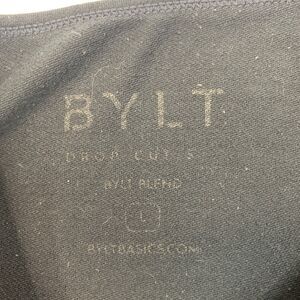 BYLT
DROP CUT S
BYLT BLEND
L
BYLTBASICS.COM